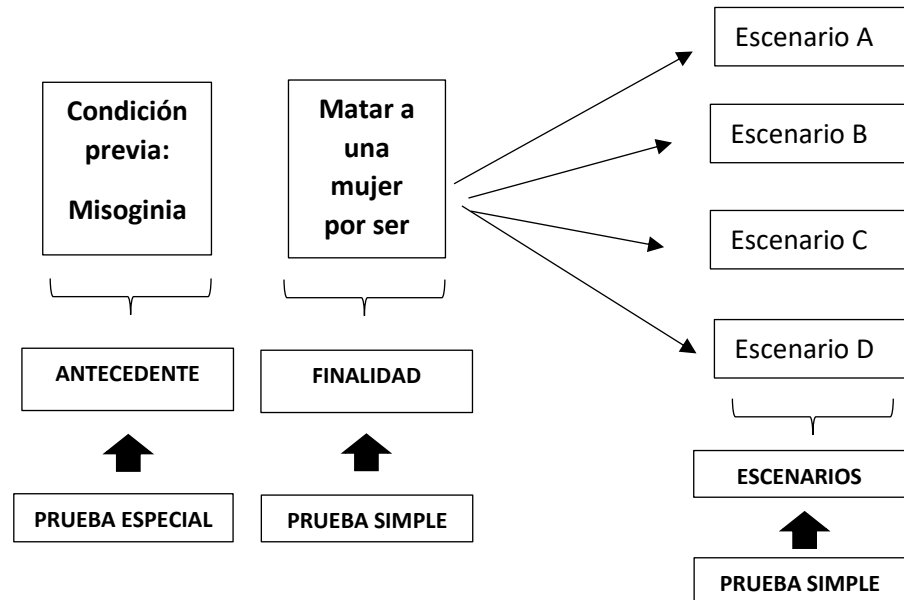 Condición
previa:
Misoginia
Matar a
una
mujer
por ser
Escenario A
Escenario B
Escenario C
Escenario D
ANTECEDENTE
FINALIDAD
ESCENARIOS
PRUEBA ESPECIAL
PRUEBA SIMPLE
PRUEBA SIMPLE